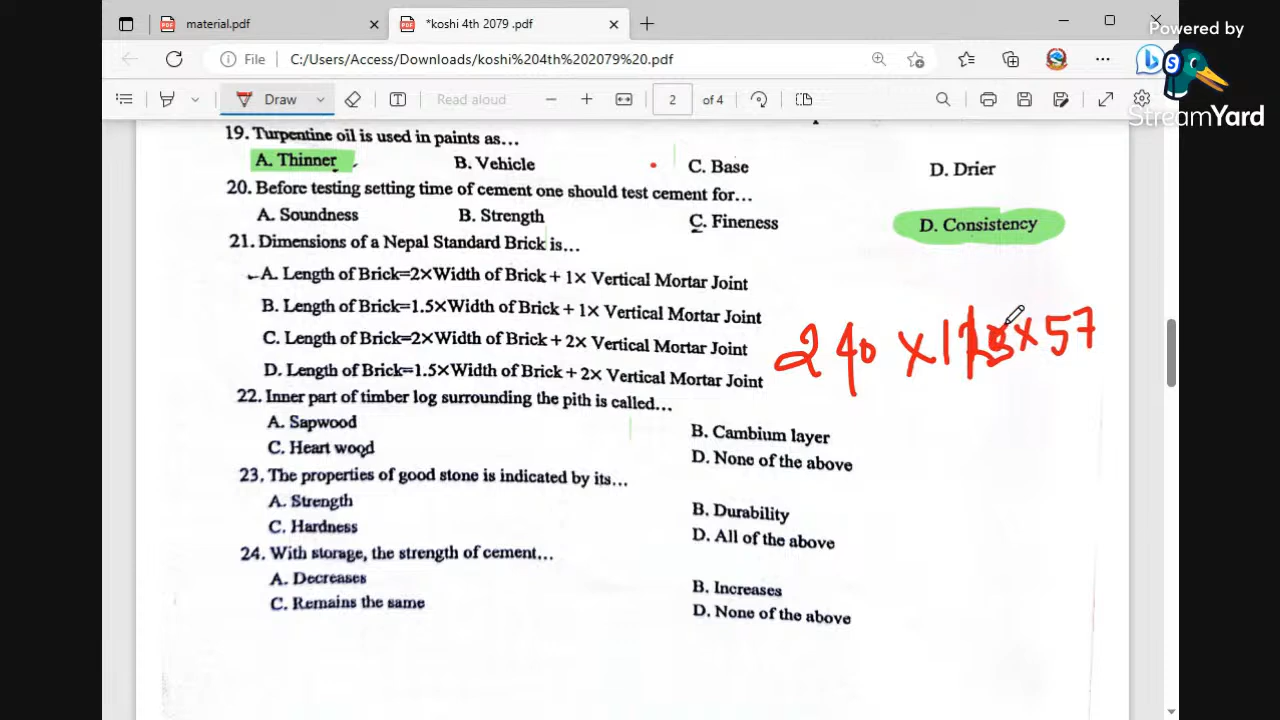 material.pdf
*koshi 4th 2079 .pdf
Powered by
StreamYard
File C:/Users/Access/Downloads/koshi%204th%202079%20.pdf
Draw Read aloud 2 of 4
19. Turpentine oil is used in paints as...
A. Thinner B. Vehicle C. Base D. Drier
20. Before testing setting time of cement one should test cement for...
A. Soundness B. Strength C. Fineness D. Consistency
21. Dimensions of a Nepal Standard Brick is...
A. Length of Brick=2×Width of Brick + 1× Vertical Mortar Joint
B. Length of Brick=1.5×Width of Brick + 1× Vertical Mortar Joint
C. Length of Brick=2×Width of Brick + 2× Vertical Mortar Joint
D. Length of Brick=1.5×Width of Brick + 2× Vertical Mortar Joint
240 × × 57
22. Inner part of timber log surrounding the pith is called...
A. Sapwood B. Cambium layer
C. Heart wood D. None of the above
23. The properties of good stone is indicated by its...
A. Strength B. Durability
C. Hardness D. All of the above
24. With storage, the strength of cement...
A. Decreases B. Increases
C. Remains the same D. None of the above